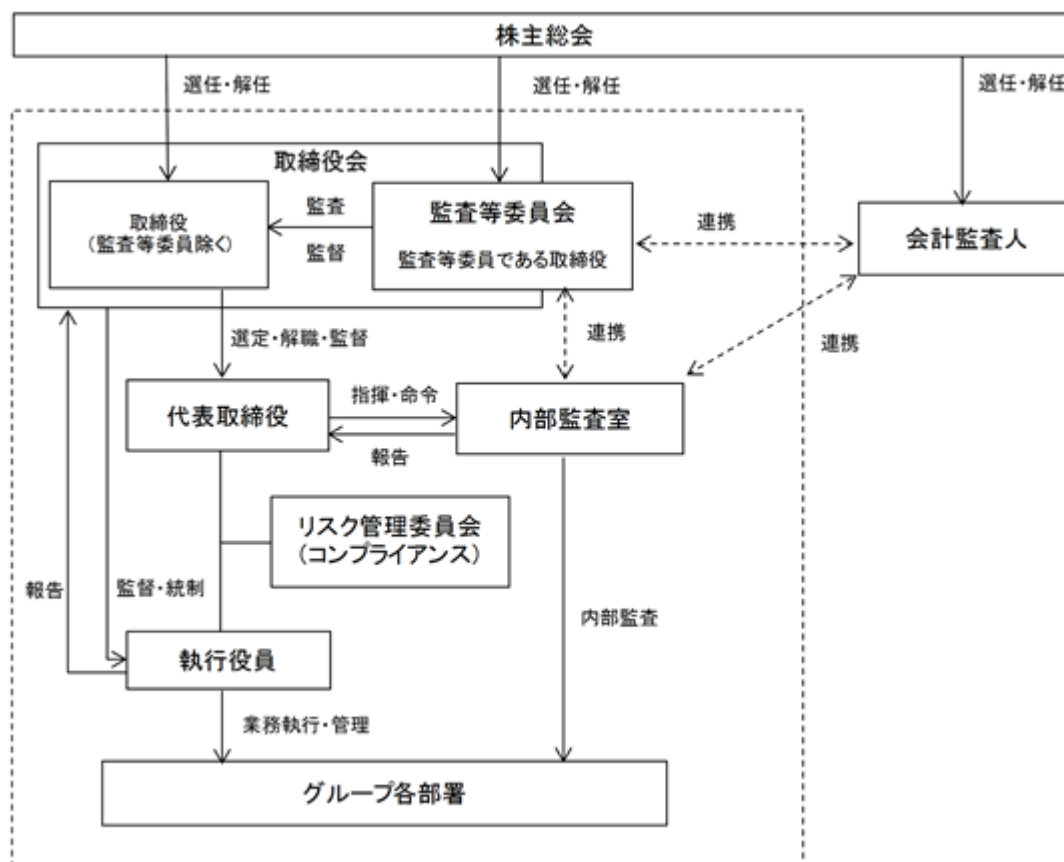 株主総会
選任・解任
選任・解任
選任・解任
取締役会
取締役
(監査等委員除く)
監査
監督
監査等委員会
監査等委員である取締役
連携
会計監査人
選定・解職・監督
連携
連携
代表取締役
指揮・命令
報告
内部監査室
リスク管理委員会
(コンプライアンス)
報告
監督・統制
内部監査
執行役員
業務執行・管理
グループ各部署